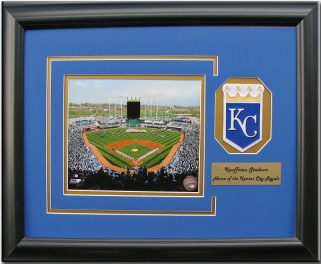 KC
Kauffman Stadium
Home of the Kansas City Royals